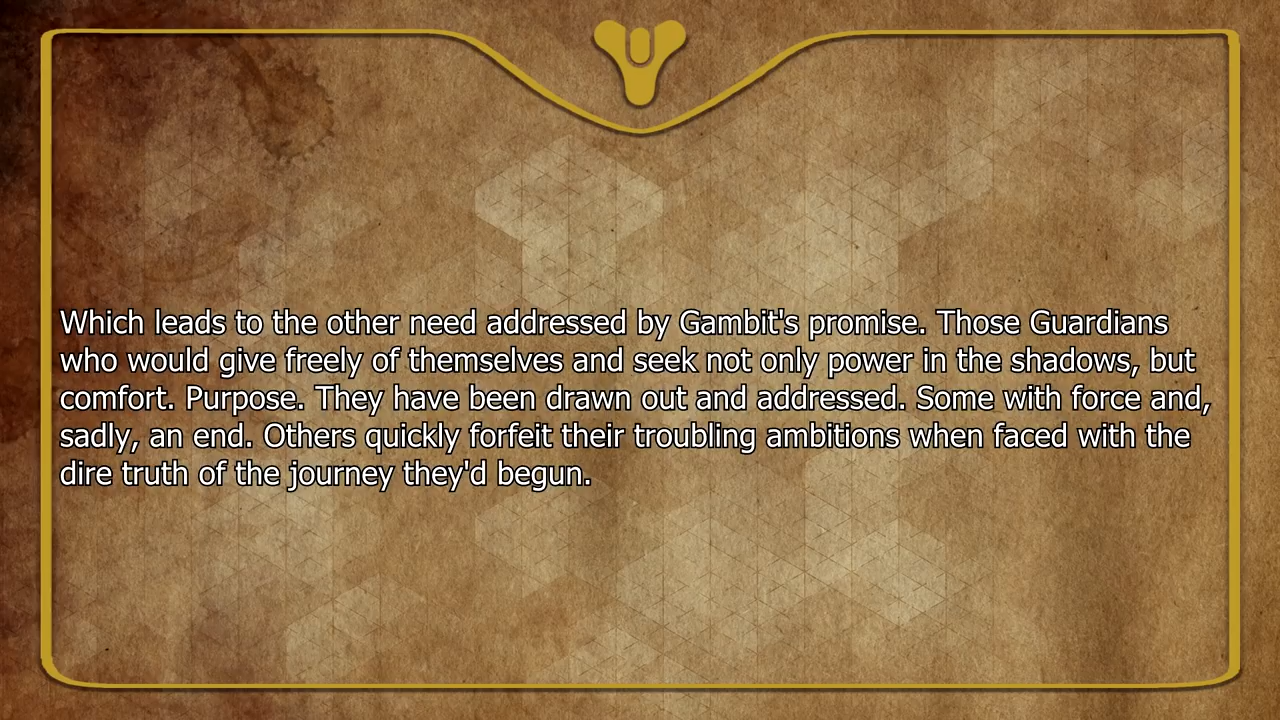 Which leads to the other need addressed by Gambit's promise. Those Guardians
who would give freely of themselves and seek not only power in the shadows, but
comfort. Purpose. They have been drawn out and addressed. Some with force and,
sadly, an end. Others quickly forfeit their troubling ambitions when faced with the
dire truth of the journey they'd begun.